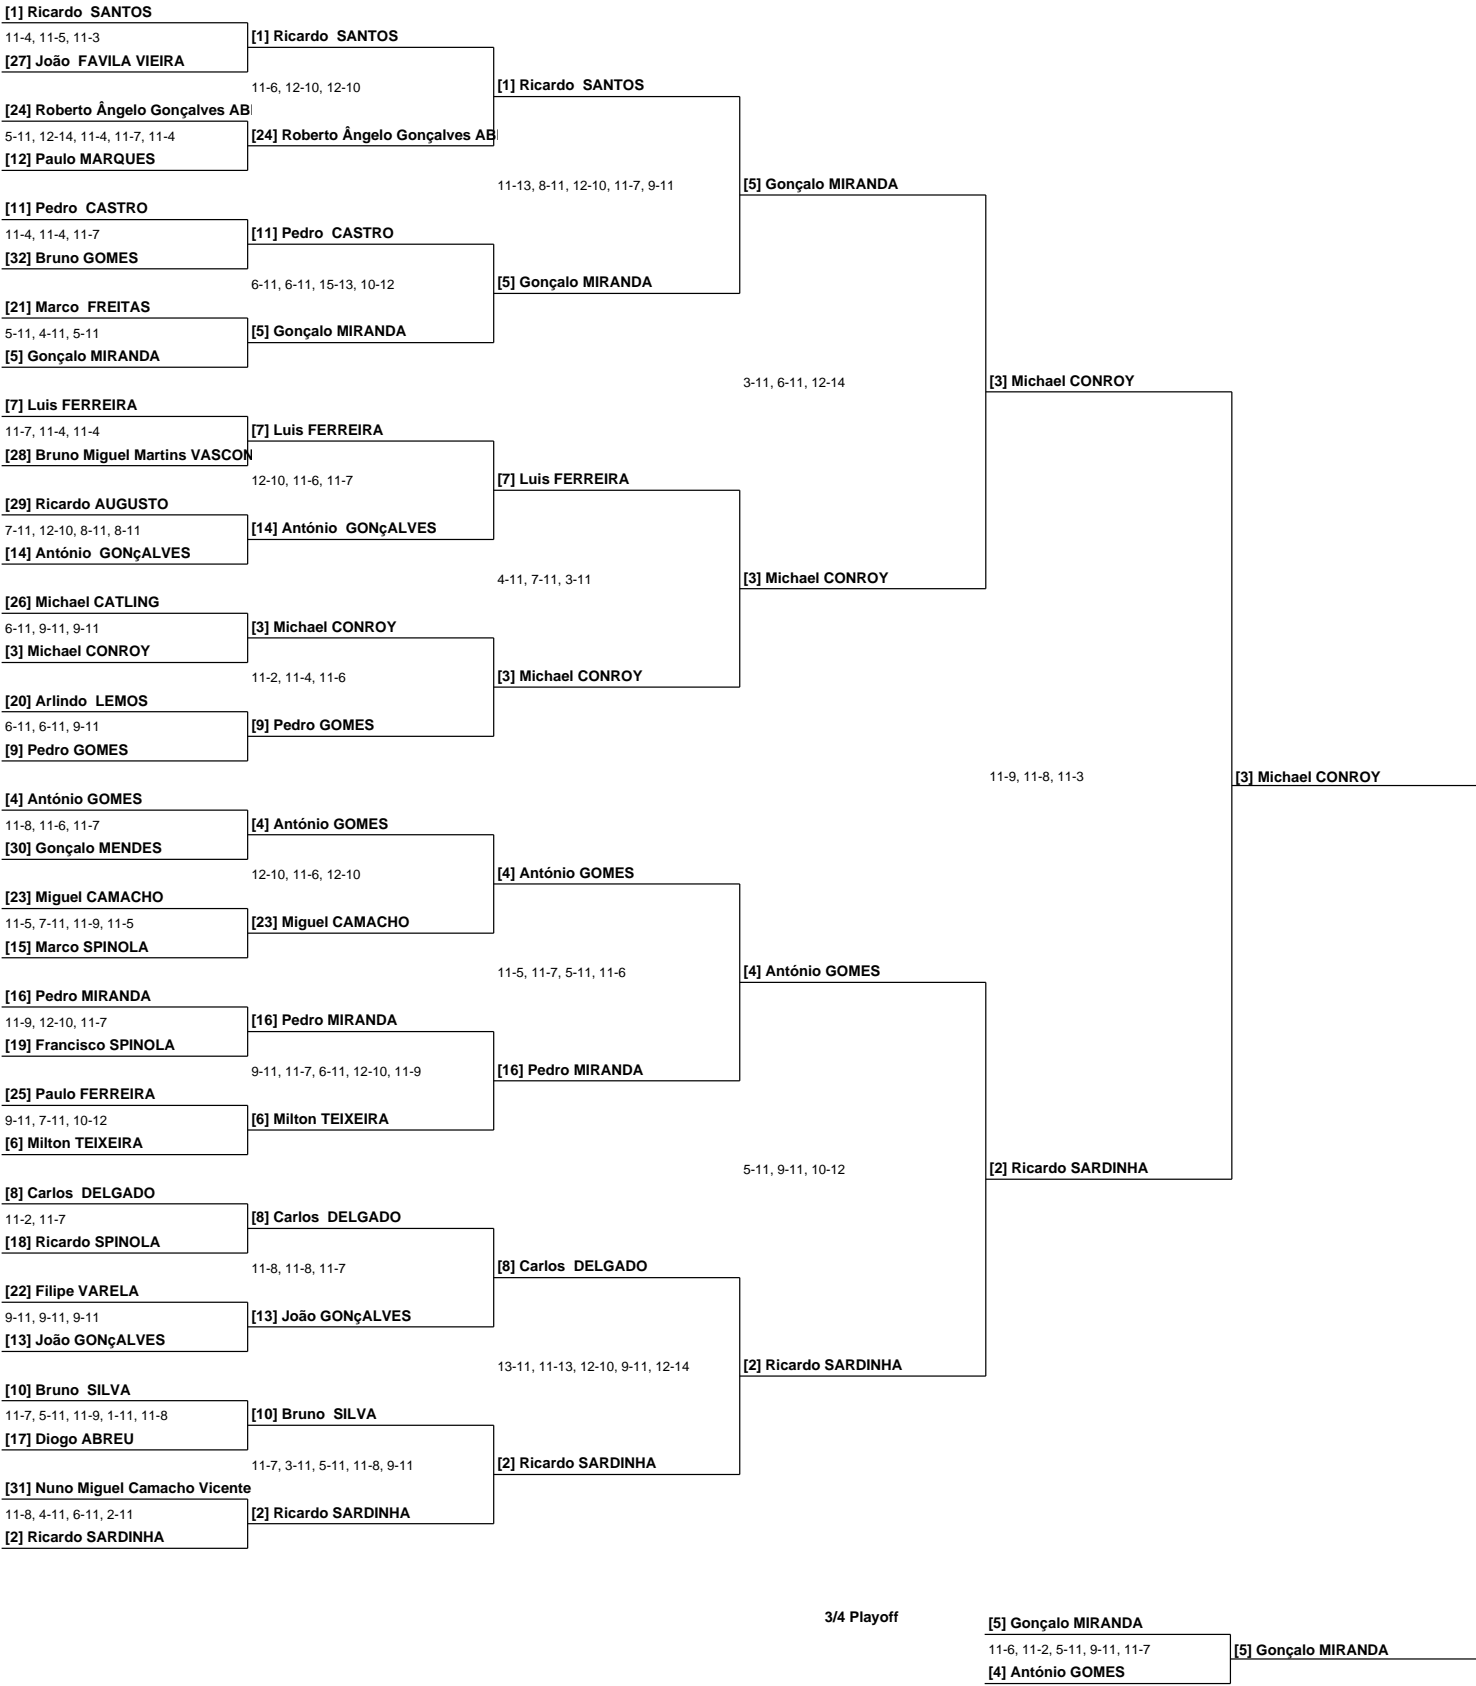 [1] Ricardo  SANTOS
11-4, 11-5, 11-3
[27] João  FAVILA VIEIRA
[24] Roberto Ângelo Gonçalves AB
5-11, 12-14, 11-4, 11-7, 11-4
[12] Paulo MARQUES
[11] Pedro  CASTRO
11-4, 11-4, 11-7
[32] Bruno GOMES
[21] Marco  FREITAS
5-11, 4-11, 5-11
[5] Gonçalo MIRANDA
[7] Luis FERREIRA
11-7, 11-4, 11-4
[28] Bruno Miguel Martins VASCON
[29] Ricardo AUGUSTO
7-11, 12-10, 8-11, 8-11
[14] António  GONçALVES
[26] Michael CATLING
6-11, 9-11, 9-11
[3] Michael CONROY
[20] Arlindo  LEMOS
6-11, 6-11, 9-11
[9] Pedro GOMES
[4] António GOMES
11-8, 11-6, 11-7
[30] Gonçalo MENDES
[23] Miguel CAMACHO
11-5, 7-11, 11-9, 11-5
[15] Marco SPINOLA
[16] Pedro MIRANDA
11-9, 12-10, 11-7
[19] Francisco SPINOLA
[25] Paulo FERREIRA
9-11, 7-11, 10-12
[6] Milton TEIXEIRA
[8] Carlos  DELGADO
11-2, 11-7
[18] Ricardo SPINOLA
[22] Filipe VARELA
9-11, 9-11, 9-11
[13] João GONçALVES
[10] Bruno  SILVA
11-7, 5-11, 11-9, 1-11, 11-8
[17] Diogo ABREU
[31] Nuno Miguel Camacho Vicente
11-8, 4-11, 6-11, 2-11
[2] Ricardo SARDINHA
[1] Ricardo  SANTOS
11-6, 12-10, 12-10
[24] Roberto Ângelo Gonçalves AB
[11] Pedro  CASTRO
6-11, 6-11, 15-13, 10-12
[5] Gonçalo MIRANDA
[7] Luis FERREIRA
12-10, 11-6, 11-7
[14] António  GONçALVES
[3] Michael CONROY
11-2, 11-4, 11-6
[9] Pedro GOMES
[4] António GOMES
12-10, 11-6, 12-10
[23] Miguel CAMACHO
[16] Pedro MIRANDA
9-11, 11-7, 6-11, 12-10, 11-9
[6] Milton TEIXEIRA
[8] Carlos  DELGADO
11-8, 11-8, 11-7
[13] João GONçALVES
[10] Bruno  SILVA
11-7, 3-11, 5-11, 11-8, 9-11
[2] Ricardo SARDINHA
[1] Ricardo  SANTOS
11-13, 8-11, 12-10, 11-7, 9-11
[5] Gonçalo MIRANDA
[7] Luis FERREIRA
4-11, 7-11, 3-11
[3] Michael CONROY
[4] António GOMES
11-5, 11-7, 5-11, 11-6
[16] Pedro MIRANDA
[8] Carlos  DELGADO
13-11, 11-13, 12-10, 9-11, 12-14
[2] Ricardo SARDINHA
[5] Gonçalo MIRANDA
3-11, 6-11, 12-14
[3] Michael CONROY
[4] António GOMES
5-11, 9-11, 10-12
[2] Ricardo SARDINHA
[3] Michael CONROY
11-9, 11-8, 11-3
[2] Ricardo SARDINHA
[3] Michael CONROY
3/4 Playoff
[5] Gonçalo MIRANDA
11-6, 11-2, 5-11, 9-11, 11-7
[4] António GOMES
[5] Gonçalo MIRANDA